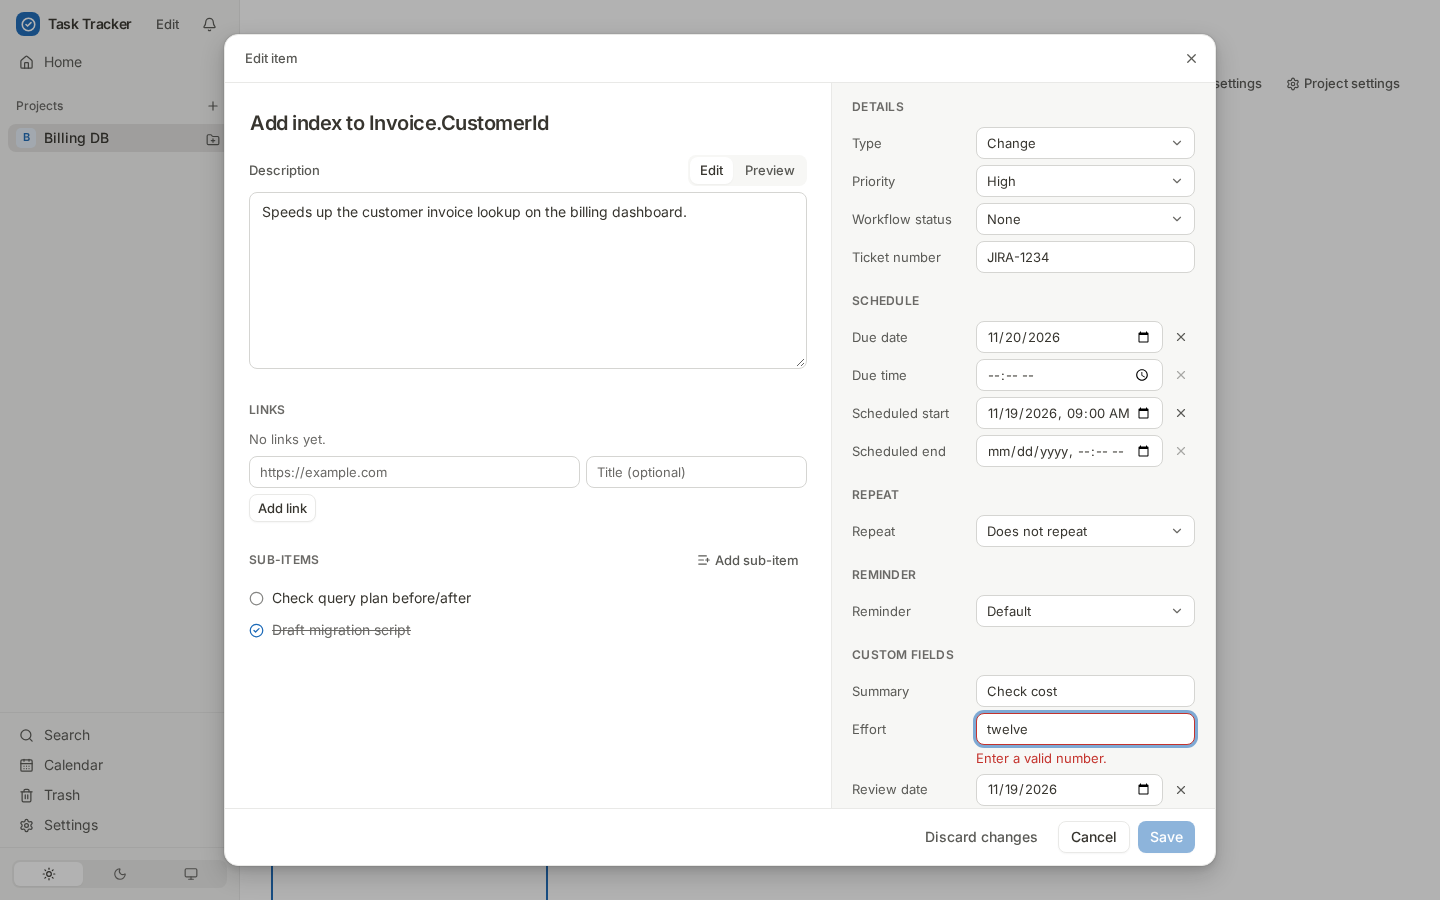 Task Tracker
Edit
Home
Projects
B Billing DB
Search
Calendar
Trash
Settings
settings
Project settings
Edit item
Add index to Invoice.CustomerId
Description
Edit
Preview
Speeds up the customer invoice lookup on the billing dashboard.
LINKS
No links yet.
https://example.com
Title (optional)
Add link
SUB-ITEMS
Add sub-item
Check query plan before/after
Draft migration script
DETAILS
Type
Change
Priority
High
Workflow status
None
Ticket number
JIRA-1234
SCHEDULE
Due date
11/20/2026
Due time
--:-- --
Scheduled start
11/19/2026, 09:00 AM
Scheduled end
mm/dd/yyyy, --:-- --
REPEAT
Repeat
Does not repeat
REMINDER
Reminder
Default
CUSTOM FIELDS
Summary
Check cost
Effort
twelve
Enter a valid number.
Review date
11/19/2026
Discard changes
Cancel
Save